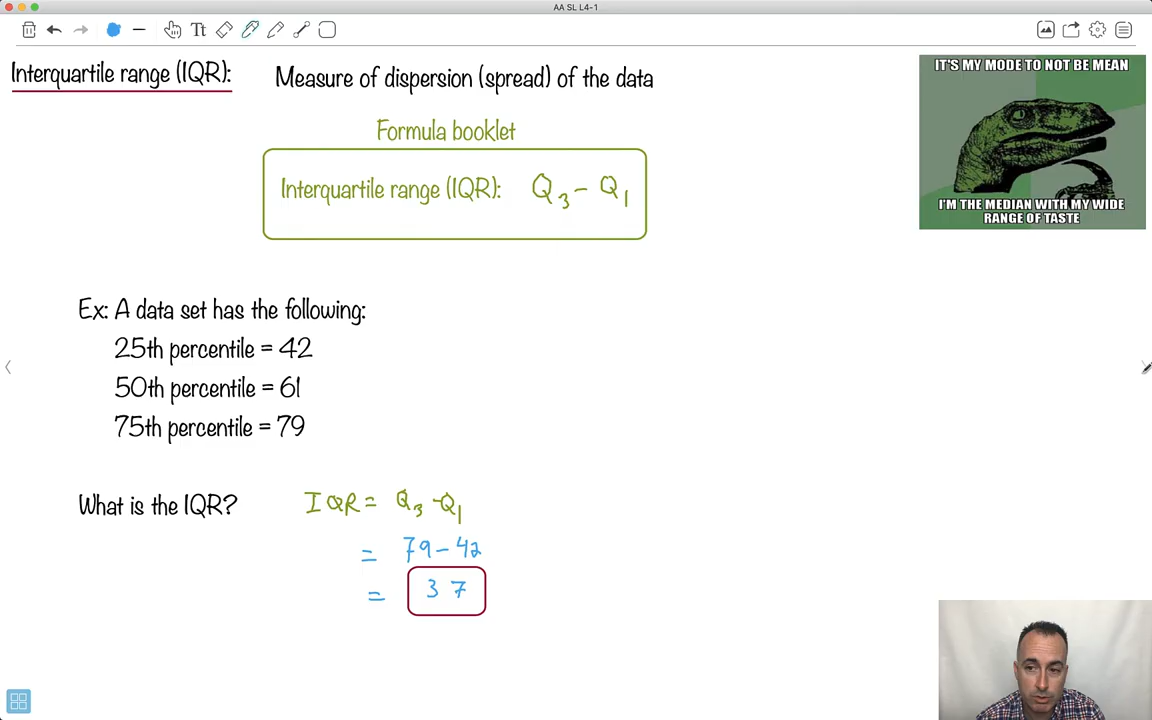 AA SL L4-1
Tt
Interquartile range (IQR):
Measure of dispersion (spread) of the data
IT'S MY MODE TO NOT BE MEAN
I'M THE MEDIAN WITH MY WIDE
RANGE OF TASTE
Formula booklet
Interquartile range (IQR): Q₃ - Q₁
Ex: A data set has the following:
25th percentile = 42
50th percentile = 61
75th percentile = 79
What is the IQR?
IQR = Q₃ - Q₁
= 79 - 42
= 37